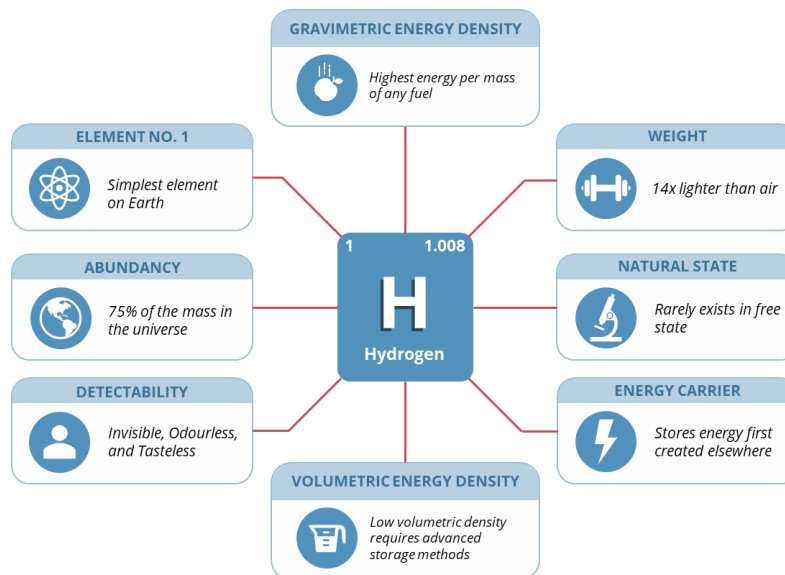 GRAVIMETRIC ENERGY DENSITY
Highest energy per mass
of any fuel
ELEMENT NO. 1
Simplest element
on Earth
WEIGHT
14x lighter than air
1
1.008
H
Hydrogen
ABUNDANCY
75% of the mass in
the universe
NATURAL STATE
Rarely exists in free
state
DETECTABILITY
Invisible, Odourless,
and Tasteless
ENERGY CARRIER
Stores energy first
created elsewhere
VOLUMETRIC ENERGY DENSITY
Low volumetric density
requires advanced
storage methods